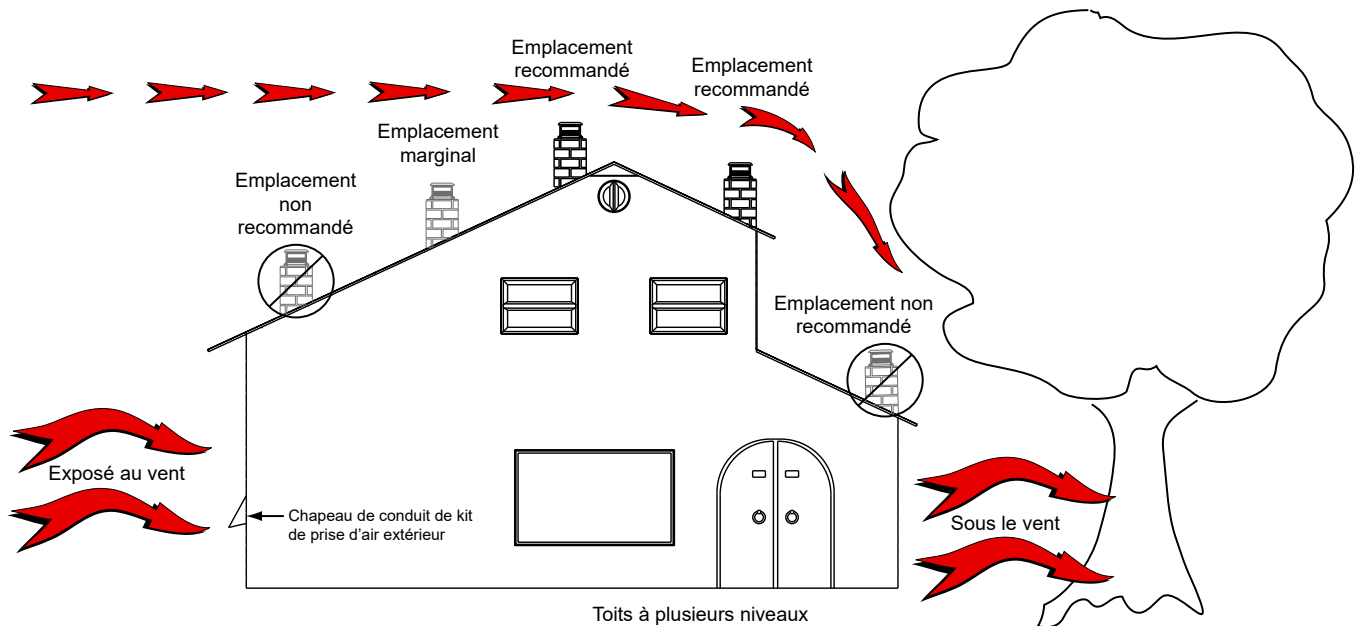 Emplacement
recommandé
Emplacement
recommandé
Emplacement
marginal
Emplacement
non
recommandé
Emplacement non
recommandé
Exposé au vent
Chapeau de conduit de kit
de prise d'air extérieur
Sous le vent
Toits à plusieurs niveaux